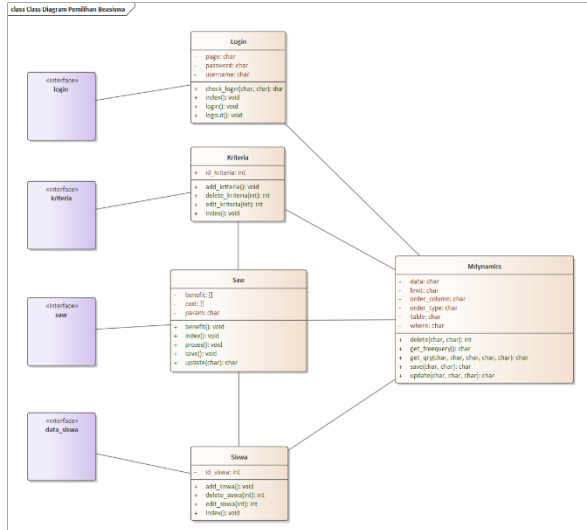 class Class Diagram Pemilihan Beasiswa
Login
- page: char
- password: char
- username: char
+ check_login(char, char): char
+ index(): void
+ login(): void
+ logout(): void
«interface»
login
Kriteria
+ id_kriteria: int
+ add_kriteria(): void
+ delete_kriteria(int): int
+ edit_kriteria(int): int
+ index(): void
«interface»
kriteria
Mdynamics
- data: char
- limit: char
- order_column: char
- order_type: char
- table: char
- where: char
+ delete(char, char): int
+ get_freequery(): char
+ get_qry(char, char, char, char, char): char
+ save(char, char): char
+ update(char, char, char): char
Saw
- benefit: []
- cost: []
- param: char
+ benefit(): void
+ index(): void
+ proses(): void
+ save(): void
+ update(char): char
«interface»
saw
«interface»
data_siswa
Siswa
- id_siswa: int
+ add_siswa(): void
+ delete_siswa(int): int
+ edit_siswa(int): int
+ index(): void